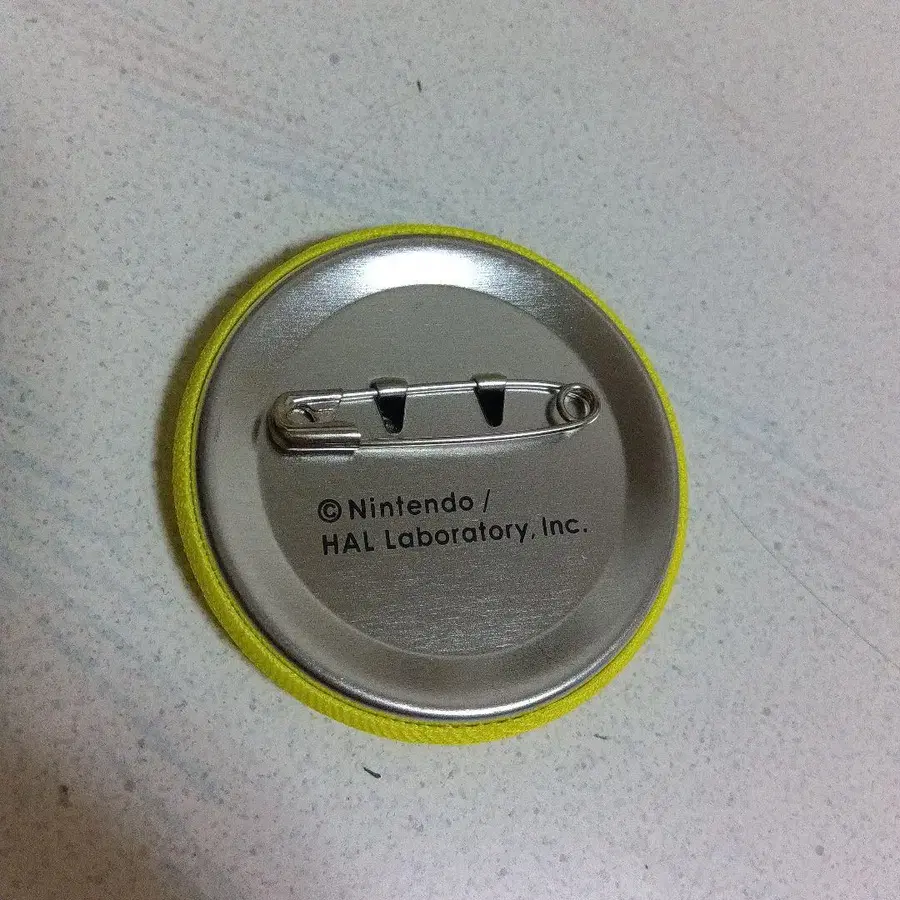 © Nintendo /
HAL Laboratory, Inc.